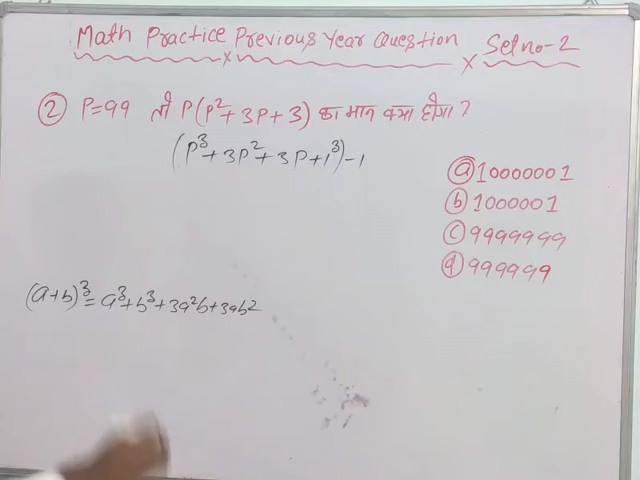 Math Practice Previous Year Question Set no-2
② P=99 तो P(P²+3P+3) का मान क्या होगा ?
(P³+3P²+3P+1³)-1
ⓐ 10000001
ⓑ 1000001
ⓒ 9999999
ⓓ 999999
(a+b)³=a³+b³+3a²b+3ab²